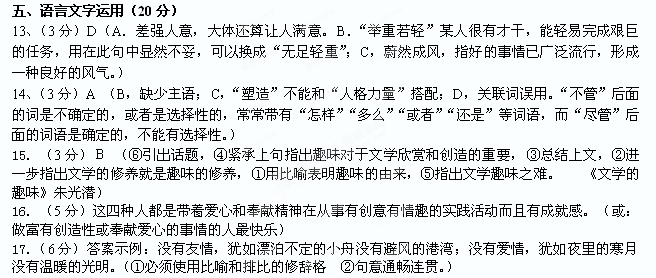 五、语言文字运用（20 分）
13、（3 分）D（A．差强人意，大体还算让人满意。B．“举重若轻”某人很有才干，能轻易完成艰巨
的任务，用在此句中显然不妥，可以换成“无足轻重”；C，蔚然成风，指好的事情已广泛流行，形成
一种良好的风气。）
14、（3 分）A （B，缺少主语；C，“塑造”不能和“人格力量”搭配；D，关联词误用。“不管”后面
的词是不确定的，或者是选择性的，常常带有“怎样”“多么”“或者”“还是”等词语，而“尽管”后
面的词语是确定的，不能有选择性。）
15．（3 分）B （⑥引出话题，④紧承上句指出趣味对于文学欣赏和创造的重要，③总结上文，②进
一步指出文学的修养就是趣味的修养，①用比喻表明趣味的由来，⑤指出文学趣味之难。 《文学的
趣味》朱光潜）
16．（5 分）这四种人都是带着爱心和奉献精神在从事有创意有情趣的实践活动而且有成就感。（或：
做富有创造性或奉献爱心的事情的人最快乐）
17．（6 分）答案示例：没有友情，犹如漂泊不定的小舟没有避风的港湾；没有爱情，犹如夜里的寒月
没有温暖的光明。（①必须使用比喻和排比的修辞格 ②句意通畅连贯。）